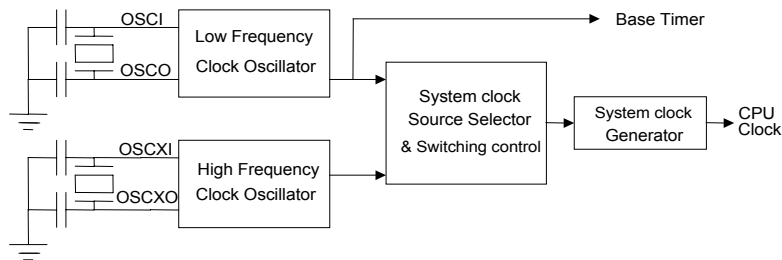 OSCI
OSCO
Low Frequency
Clock Oscillator
Base Timer
OSCXI
OSCXO
High Frequency
Clock Oscillator
System clock
Source Selector
& Switching control
System clock
Generator
CPU
Clock